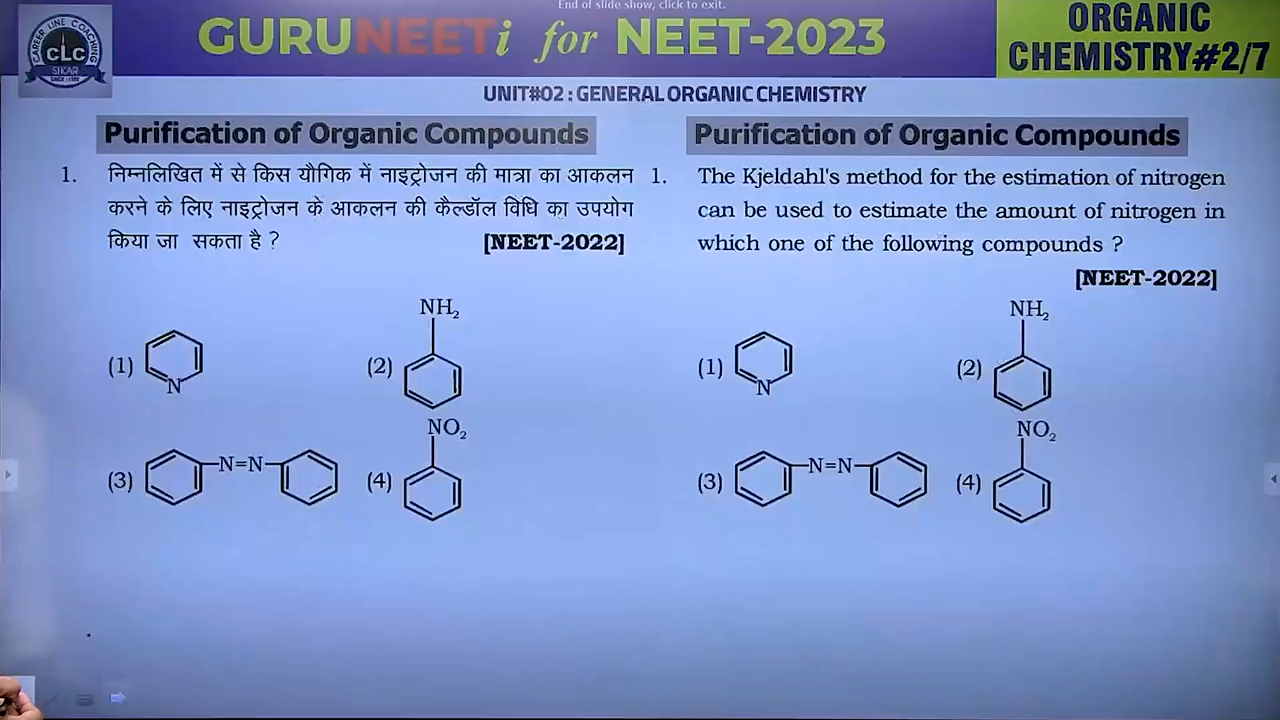 End of slide show, click to exit.
CAREER LINE COACHING
CLC
SIKAR
GURUNEETi for NEET-2023
ORGANIC
CHEMISTRY#2/7
UNIT#02 : GENERAL ORGANIC CHEMISTRY
Purification of Organic Compounds
1. निम्नलिखित में से किस यौगिक में नाइट्रोजन की मात्रा का आकलन
करने के लिए नाइट्रोजन के आकलन की कैल्डॉल विधि का उपयोग
किया जा सकता है ? [NEET-2022]
(1) N
(2) NH₂
(3) N=N
(4) NO₂
Purification of Organic Compounds
1. The Kjeldahl's method for the estimation of nitrogen
can be used to estimate the amount of nitrogen in
which one of the following compounds ?
[NEET-2022]
(1) N
(2) NH₂
(3) N=N
(4) NO₂